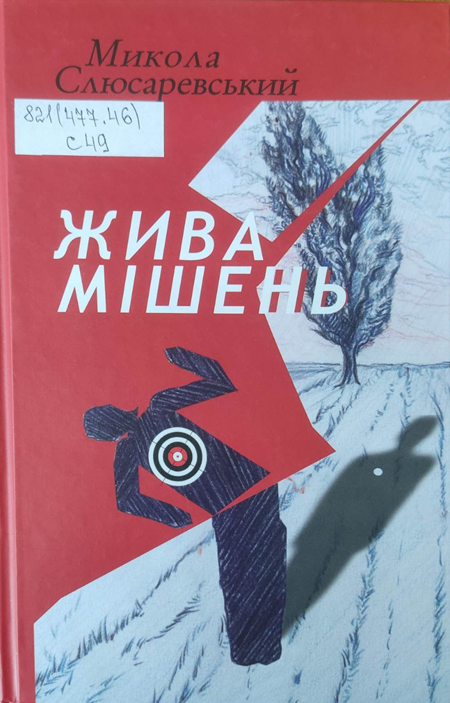 Микола
Слюсаревський
821(477.46)
С49
ЖИВА
МІШЕНЬ